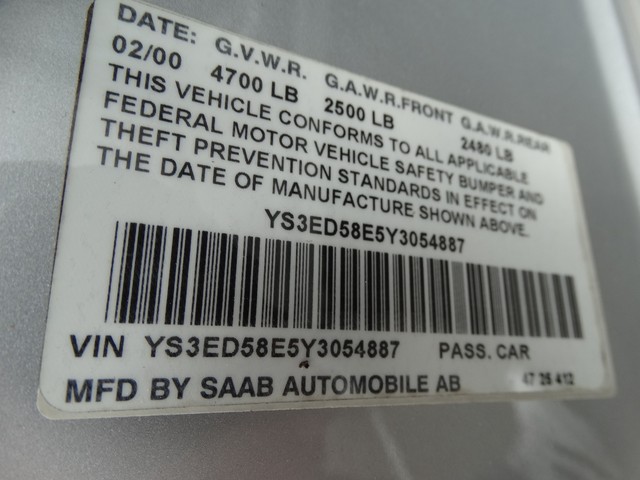 DATE: G.V.W.R. G.A.W.R.FRONT G.A.W.R.REAR
02/00 4700 LB 2500 LB 2480 LB
THIS VEHICLE CONFORMS TO ALL APPLICABLE
FEDERAL MOTOR VEHICLE SAFETY BUMPER AND
THEFT PREVENTION STANDARDS IN EFFECT ON
THE DATE OF MANUFACTURE SHOWN ABOVE.
YS3ED58E5Y3054887
VIN YS3ED58E5Y3054887 PASS. CAR
MFD BY SAAB AUTOMOBILE AB 47 25 412